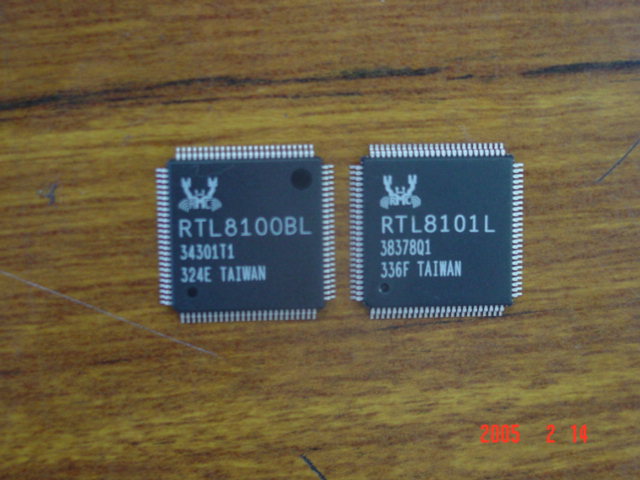 RTL8100BL
34301T1
324E TAIWAN
RTL8101L
38378Q1
336F TAIWAN
2005 2 14